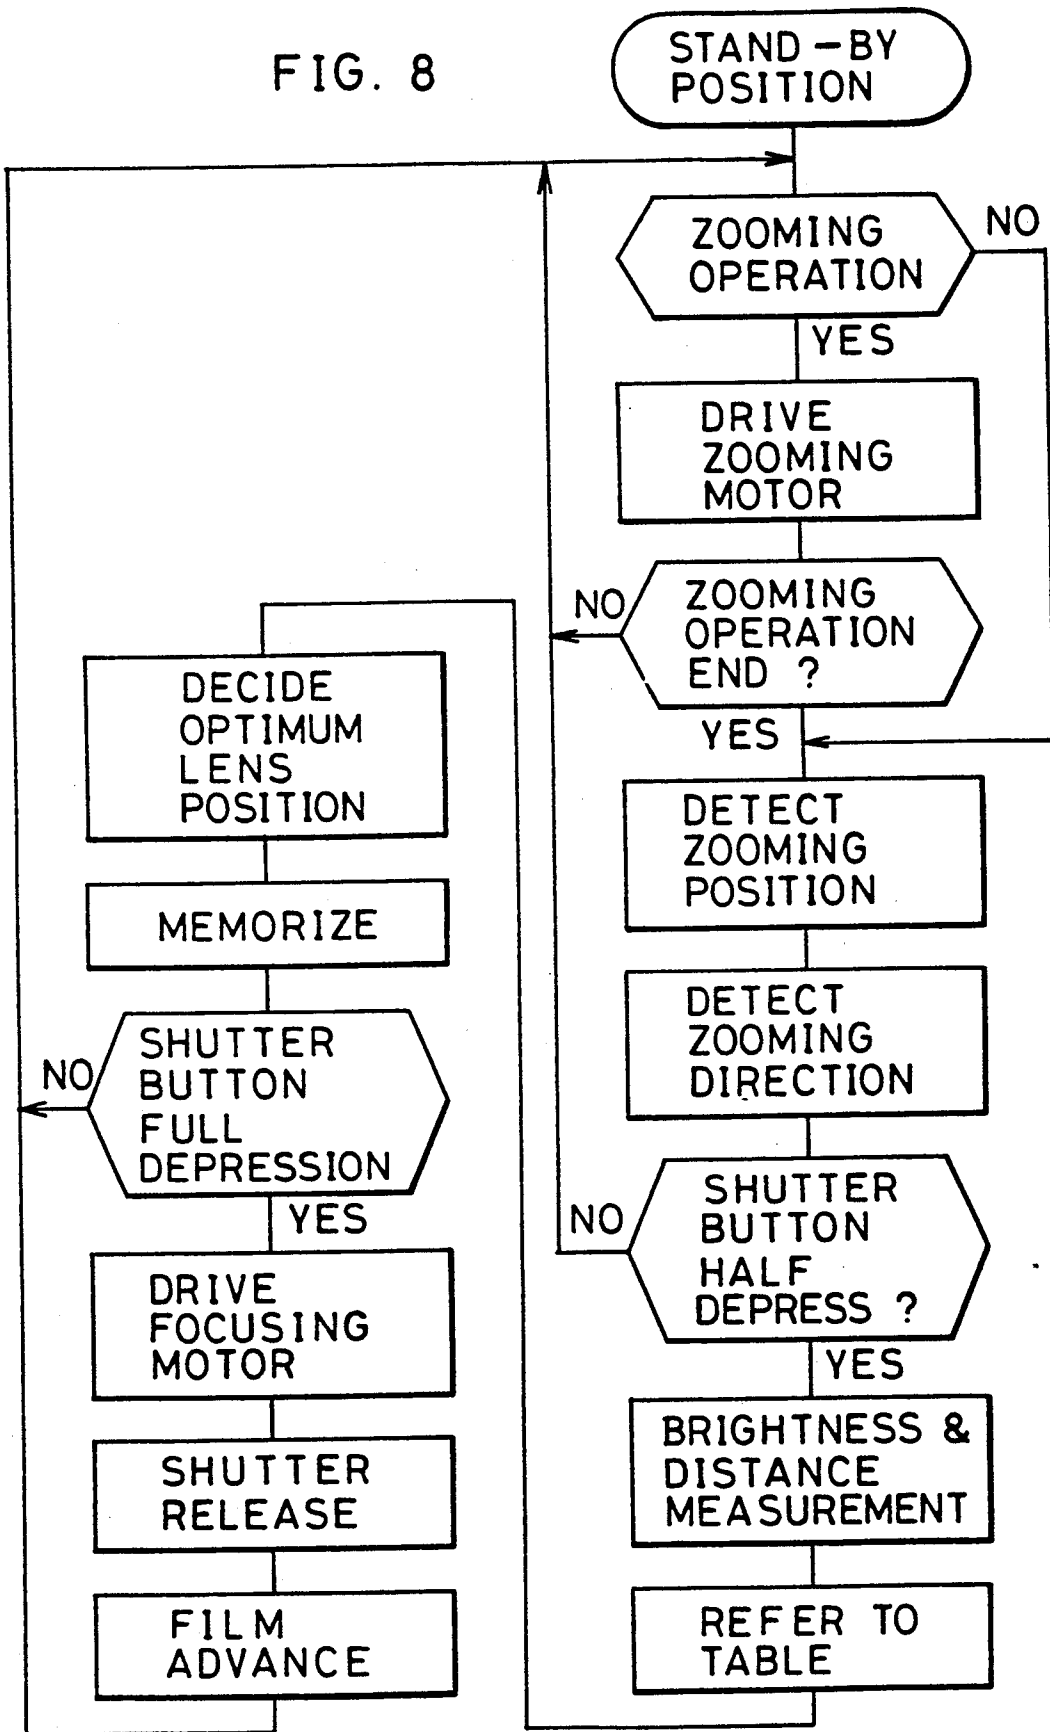 FIG. 8
STAND-BY
POSITION
ZOOMING
OPERATION
NO
YES
DRIVE
ZOOMING
MOTOR
ZOOMING
OPERATION
END ?
NO
YES
DETECT
ZOOMING
POSITION
DETECT
ZOOMING
DIRECTION
SHUTTER
BUTTON
HALF
DEPRESS ?
NO
YES
BRIGHTNESS &
DISTANCE
MEASUREMENT
REFER TO
TABLE
DECIDE
OPTIMUM
LENS
POSITION
MEMORIZE
SHUTTER
BUTTON
FULL
DEPRESSION
NO
YES
DRIVE
FOCUSING
MOTOR
SHUTTER
RELEASE
FILM
ADVANCE